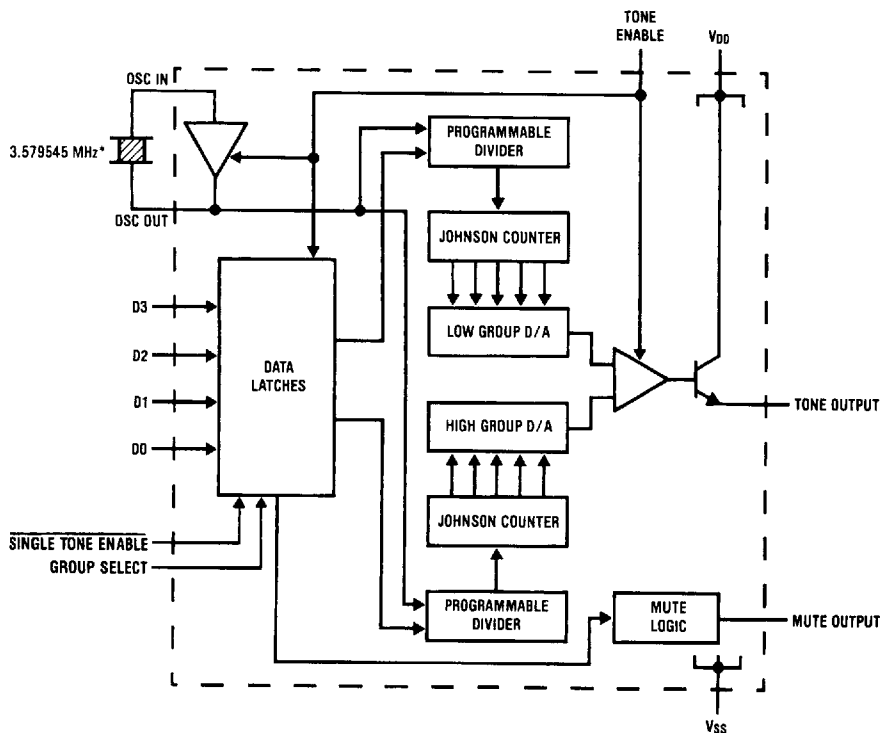 TONE
ENABLE
VDD
OSC IN
3.579545 MHz*
OSC OUT
PROGRAMMABLE
DIVIDER
JOHNSON COUNTER
LOW GROUP D/A
D3
D2
D1
D0
DATA
LATCHES
HIGH GROUP D/A
TONE OUTPUT
JOHNSON COUNTER
SINGLE TONE ENABLE
GROUP SELECT
PROGRAMMABLE
DIVIDER
MUTE
LOGIC
MUTE OUTPUT
VSS